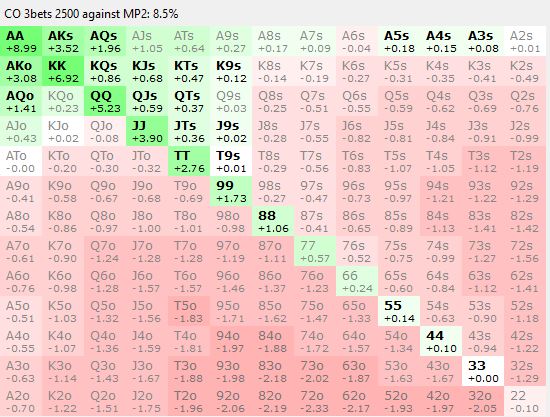 CO 3bets 2500 against MP2: 8.5%
AA AKs AQs AJs ATs A9s A8s A7s A6s A5s A4s A3s A2s
+8.99 +3.52 +1.96 +1.05 +0.64 +0.27 +0.17 +0.09 +0.03 +0.18 +0.15 +0.08 +0.01
AKo KK KQs KJs KTs K9s K8s K7s K6s K5s K4s K3s K2s
+3.08 +6.92 +0.86 +0.68 +0.47 +0.12 -0.14 -0.19 -0.27 -0.31 -0.35 -0.41 -0.49
AQo KQo QQ QJs QTs Q9s Q8s Q7s Q6s Q5s Q4s Q3s Q2s
+1.41 +0.23 +5.23 +0.59 +0.37 +0.03 -0.25 -0.51 -0.55 -0.59 -0.62 -0.69 -0.76
AJo KJo QJo JJ JTs J9s J8s J7s J6s J5s J4s J3s J2s
+0.43 +0.02 -0.08 +3.90 +0.36 +0.02 -0.28 -0.55 -0.82 -0.81 -0.84 -0.91 -0.99
ATo KTo QTo JTo TT T9s T8s T7s T6s T5s T4s T3s T2s
-0.00 -0.20 -0.30 -0.32 +2.76 +0.01 -0.29 -0.56 -0.83 -1.07 -1.05 -1.12 -1.19
A9o K9o Q9o J9o T9o 99 98s 97s 96s 95s 94s 93s 92s
-0.41 -0.58 -0.67 -0.68 -0.69 +1.73 -0.27 -0.47 -0.73 -0.97 -1.21 -1.22 -1.29
A8o K8o Q8o J8o T8o 98o 88 87s 86s 85s 84s 83s 82s
-0.54 -0.86 -0.97 -1.00 -1.01 -0.98 +1.06 -0.41 -0.65 -0.89 -1.13 -1.41 -1.42
A7o K7o Q7o J7o T7o 97o 87o 77 76s 75s 74s 73s 72s
-0.61 -0.90 -1.24 -1.28 -1.28 -1.19 -1.11 +0.57 -0.52 -0.75 -0.99 -1.27 -1.56
A6o K6o Q6o J6o T6o 96o 86o 76o 66 65s 64s 63s 62s
-0.76 -0.98 -1.28 -1.57 -1.57 -1.46 -1.37 -1.23 +0.24 -0.60 -0.84 -1.12 -1.41
A5o K5o Q5o J5o T5o 95o 85o 75o 65o 55 54s 53s 52s
-0.51 -1.03 -1.32 -1.56 -1.83 -1.71 -1.62 -1.47 -1.33 +0.14 -0.63 -0.90 -1.18
A4o K4o Q4o J4o T4o 94o 84o 74o 64o 54o 44 43s 42s
-0.55 -1.07 -1.36 -1.59 -1.81 -1.97 -1.88 -1.72 -1.57 -1.34 +0.10 -0.94 -1.22
A3o K3o Q3o J3o T3o 93o 83o 73o 63o 53o 43o 33 32s
-0.63 -1.14 -1.43 -1.67 -1.88 -1.98 -2.18 -2.02 -1.87 -1.63 -1.67 +0.00 -1.29
A2o K2o Q2o J2o T2o 92o 82o 72o 62o 52o 42o 32o 22
-0.70 -1.22 -1.51 -1.75 -1.96 -2.06 -2.19 -2.33 -2.17 -1.93 -1.97 -2.05 -0.10